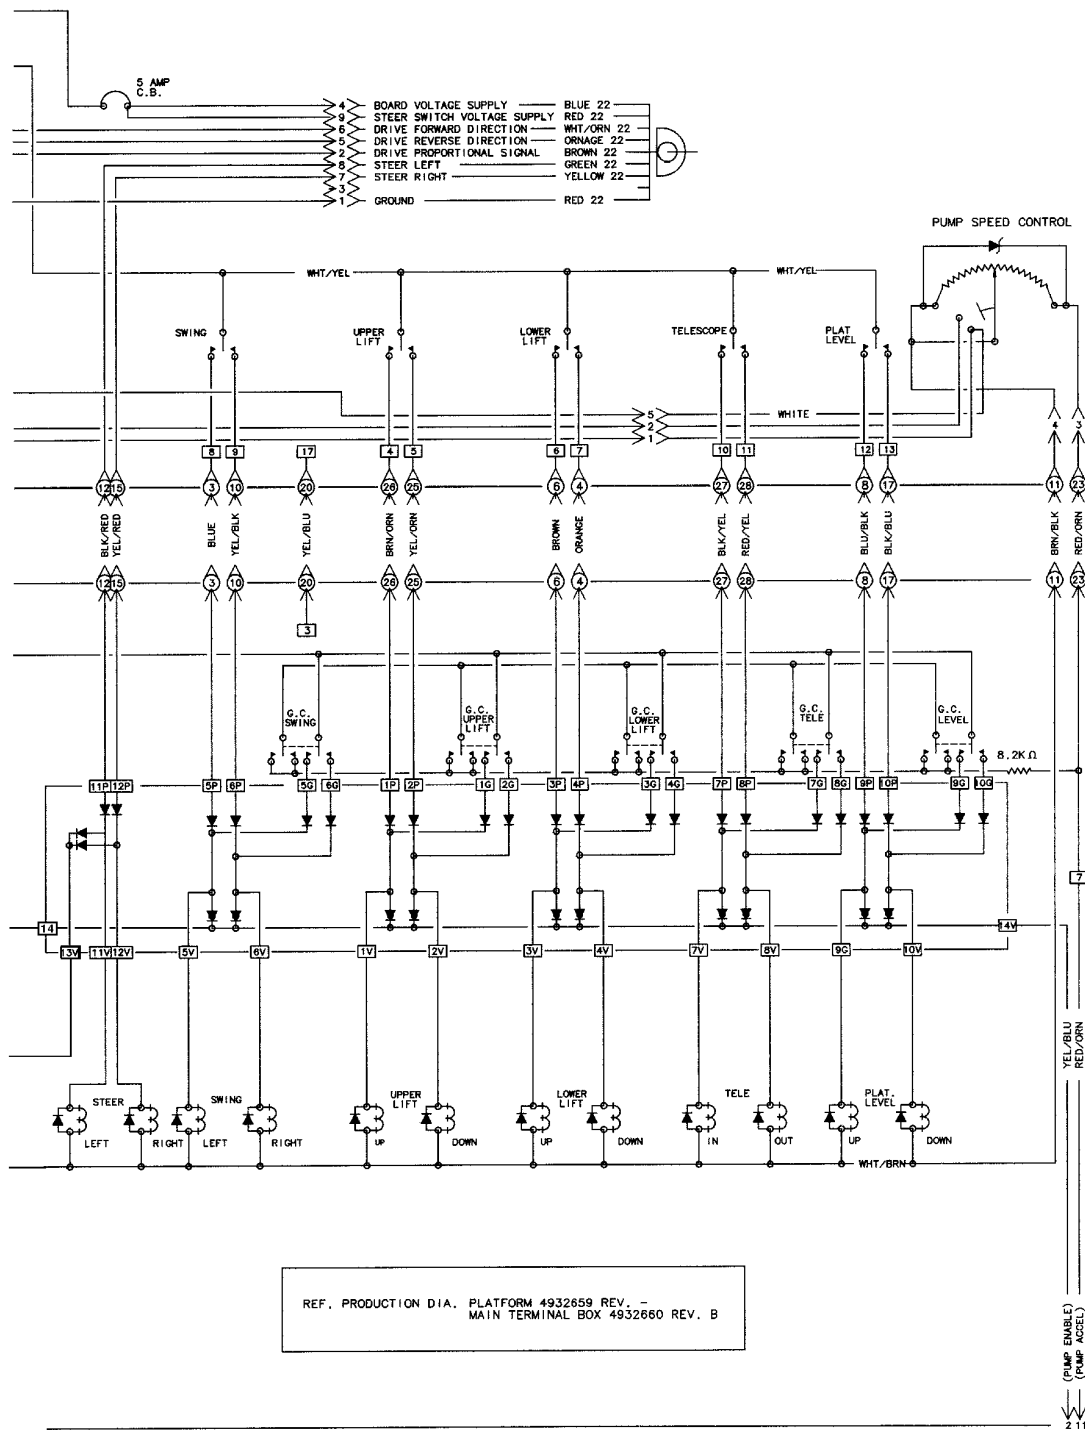 5 AMP
C.B.
4 BOARD VOLTAGE SUPPLY BLUE 22
9 STEER SWITCH VOLTAGE SUPPLY RED 22
6 DRIVE FORWARD DIRECTION WHT/ORN 22
5 DRIVE REVERSE DIRECTION ORNAGE 22
2 DRIVE PROPORTIONAL SIGNAL BROWN 22
8 STEER LEFT GREEN 22
7 STEER RIGHT YELLOW 22
3
1 GROUND RED 22
PUMP SPEED CONTROL
WHT/YEL WHT/YEL
SWING
UPPER
LIFT
LOWER
LIFT
TELESCOPE
PLAT
LEVEL
5 WHITE
2
1
4 3
8 9 17 4 5 6 7 10 11 12 13
12 15 3 10 20 26 25 6 4 27 28 8 17 11 23
BLK/RED
YEL/RED
BLUE
YEL/BLK
YEL/BLU
BRN/ORN
YEL/ORN
BROWN
ORANGE
BLK/YEL
RED/YEL
BLU/BLK
BLK/BLU
BRN/BLK
RED/ORN
12 15 3 10 20 26 25 6 4 27 28 8 17 11 23
3
G.C.
SWING
G.C.
UPPER
LIFT
G.C.
LOWER
LIFT
G.C.
TELE
G.C.
LEVEL
8.2K Ω
11P 12P 5P 6P 5G 6G 1P 2P 1G 2G 3P 4P 3G 4G 7P 8P 7G 8G 9P 10P 9G 10G
7
14 14V
13V 11V 12V 5V 6V 1V 2V 3V 4V 7V 8V 9G 10V
YEL/BLU
RED/ORN
STEER
LEFT RIGHT
SWING
LEFT RIGHT
UPPER
LIFT
UP DOWN
LOWER
LIFT
UP DOWN
TELE
IN OUT
PLAT.
LEVEL
UP DOWN
WHT/BRN
REF. PRODUCTION DIA. PLATFORM 4932659 REV. -
MAIN TERMINAL BOX 4932660 REV. B
(PUMP ENABLE)
(PUMP ACCEL)
2 11